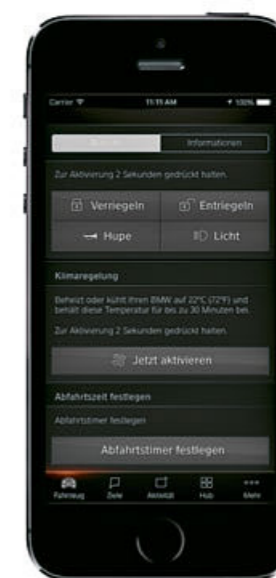 Carrier 11:15 AM 100%
Informationen
Zur Aktivierung 2 Sekunden gedrückt halten.
Verriegeln Entriegeln
Hupe Licht
Klimaregelung
Beheizt oder kühlt Ihren BMW auf 22°C (72°F) und
behält diese Temperatur für bis zu 30 Minuten bei.
Zur Aktivierung 2 Sekunden gedrückt halten.
Jetzt aktivieren
Abfahrtszeit festlegen
Abfahrtstimer festlegen
Abfahrtstimer festlegen
Fahrzeug Ziele Aktivität Hub Mehr